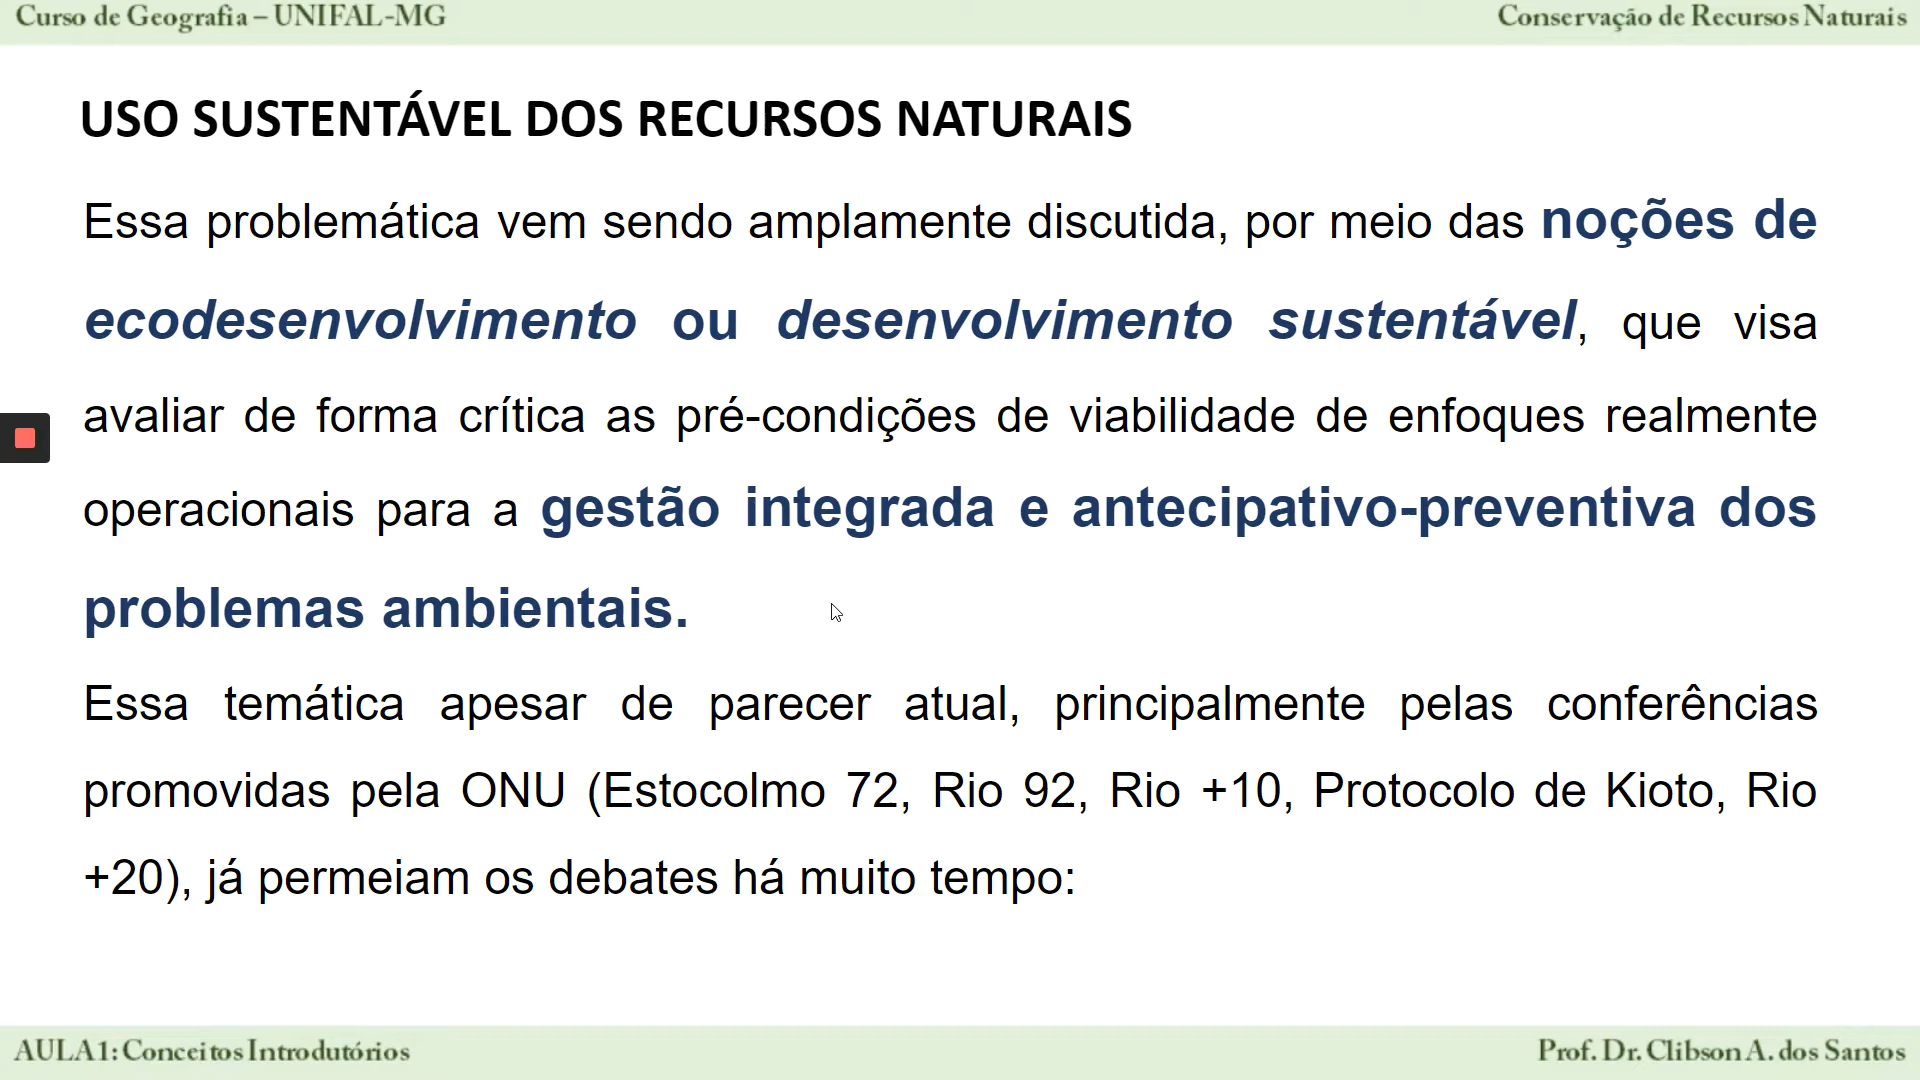 Curso de Geografia – UNIFAL-MG
Conservação de Recursos Naturais
USO SUSTENTÁVEL DOS RECURSOS NATURAIS
Essa problemática vem sendo amplamente discutida, por meio das noções de
ecodesenvolvimento ou desenvolvimento sustentável, que visa
avaliar de forma crítica as pré-condições de viabilidade de enfoques realmente
operacionais para a gestão integrada e antecipativo-preventiva dos
problemas ambientais.
Essa temática apesar de parecer atual, principalmente pelas conferências
promovidas pela ONU (Estocolmo 72, Rio 92, Rio +10, Protocolo de Kioto, Rio
+20), já permeiam os debates há muito tempo:
AULA1: Conceitos Introdutórios
Prof. Dr. Clibson A. dos Santos